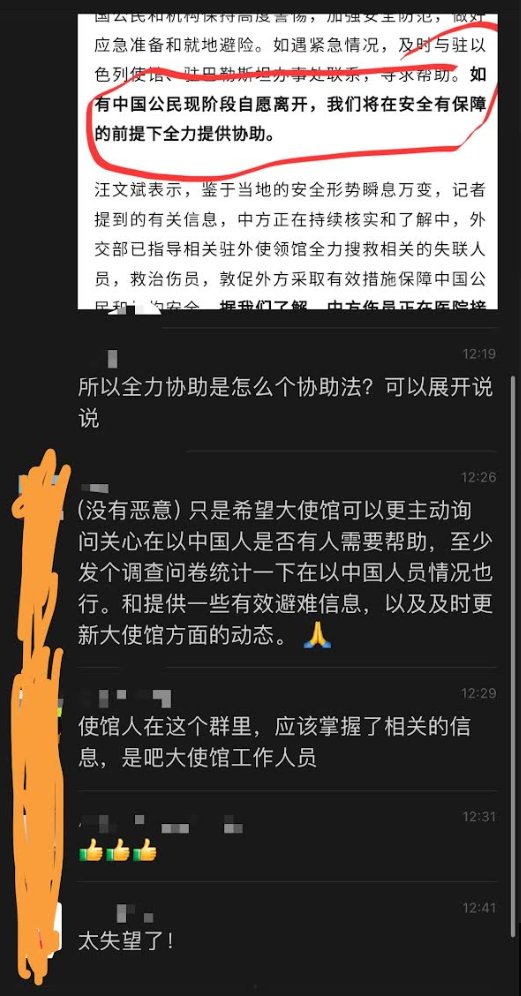 国公民和机构保持高度警惕，加强安全防范，做好
应急准备和就地避险。如遇紧急情况，及时与驻以
色列使馆、驻巴勒斯坦办事处联系，寻求帮助。如
有中国公民现阶段自愿离开，我们将在安全有保障
的前提下全力提供协助。
汪文斌表示，鉴于当地的安全形势瞬息万变，记者
提到的有关信息，中方正在持续核实和了解中，外
交部已指导相关驻外使领馆全力搜救相关的失联人
员，救治伤员，敦促外方采取有效措施保障中国公
民和机构安全。据我们了解，中方伤员正在医院接
12:19
所以全力协助是怎么个协助法？可以展开说
说
12:26
(没有恶意) 只是希望大使馆可以更主动询
问关心在以中国人是否有人需要帮助，至少
发个调查问卷统计一下在以中国人员情况也
行。和提供一些有效避难信息，以及及时更
新大使馆方面的动态。🙏
12:29
使馆人在这个群里，应该掌握了相关的信
息，是吧大使馆工作人员
12:31
👍👍👍
12:41
太失望了！